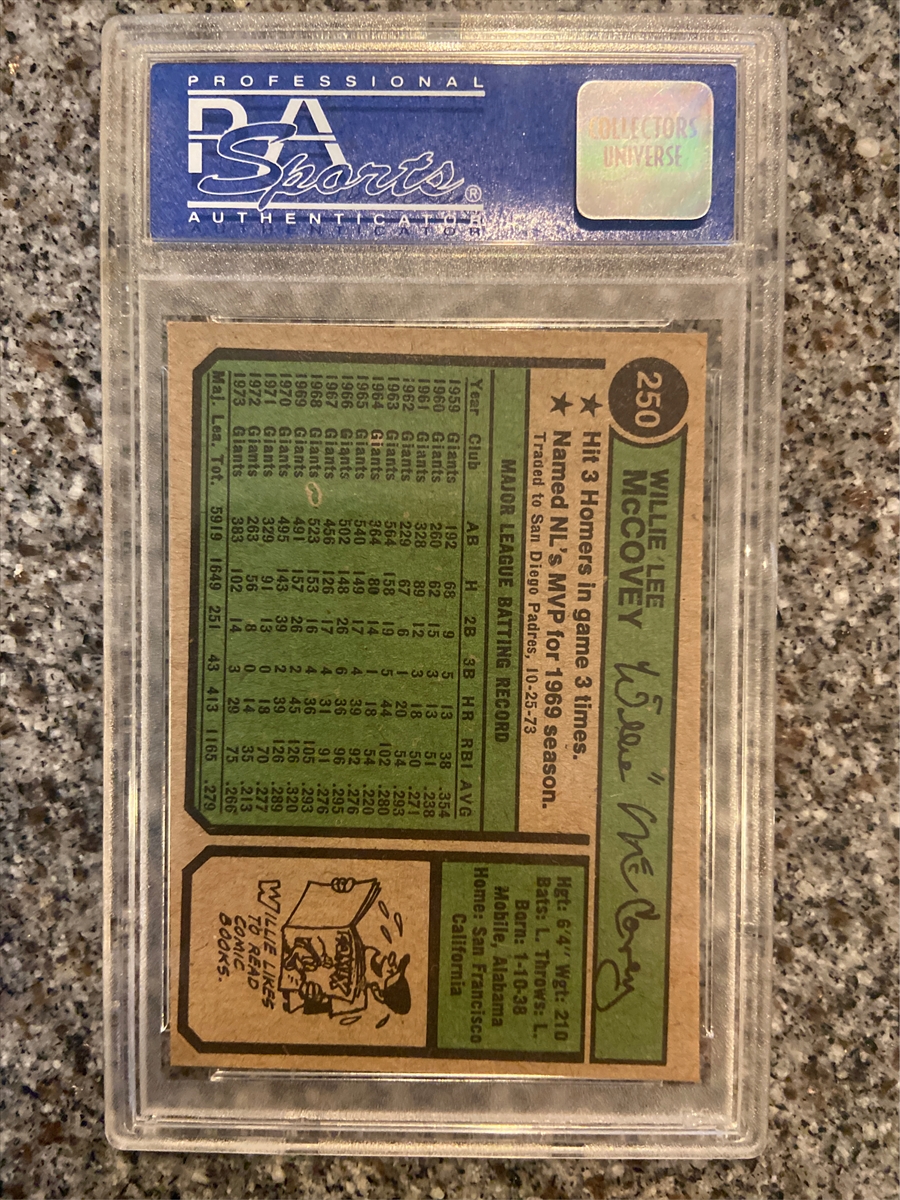 PROFESSIONAL
PSA
Sports®
AUTHENTICATOR
COLLECTORS
UNIVERSE
250
WILLIE LEE
McCOVEY
Willie "Mc Covey
★ Hit 3 Homers in game 3 times.
★ Named NL's MVP for 1969 season.
Traded to San Diego Padres, 10-25-73
MAJOR LEAGUE BATTING RECORD
Year Club AB H 2B 3B HR RBI AVG
1959 Giants 192 68 9 5 13 38 .354
1960 Giants 260 62 15 3 13 51 .238
1961 Giants 328 89 12 3 18 50 .271
1962 Giants 229 67 6 1 20 54 .293
1963 Giants 564 158 19 5 44 102 .280
1964 Giants 364 80 14 1 18 54 .220
1965 Giants 540 149 17 4 39 92 .276
1966 Giants 502 148 26 6 36 96 .295
1967 Giants 456 126 17 4 31 91 .276
1968 Giants 523 153 16 4 36 105 .293
1969 Giants 491 157 26 2 45 126 .320
1970 Giants 495 143 39 2 39 126 .289
1971 Giants 329 91 13 0 18 70 .277
1972 Giants 283 56 8 0 14 35 .213
1973 Giants 383 102 14 3 29 75 .266
Maj. Lea. Tot. 5919 1649 251 43 413 1165 .279
Hgt: 6'4" Wgt: 210
Bats: L. Throws: L.
Born: 1-10-38
Mobile, Alabama
Home: San Francisco
California
WILLIE LIKES
TO READ
COMIC
BOOKS.